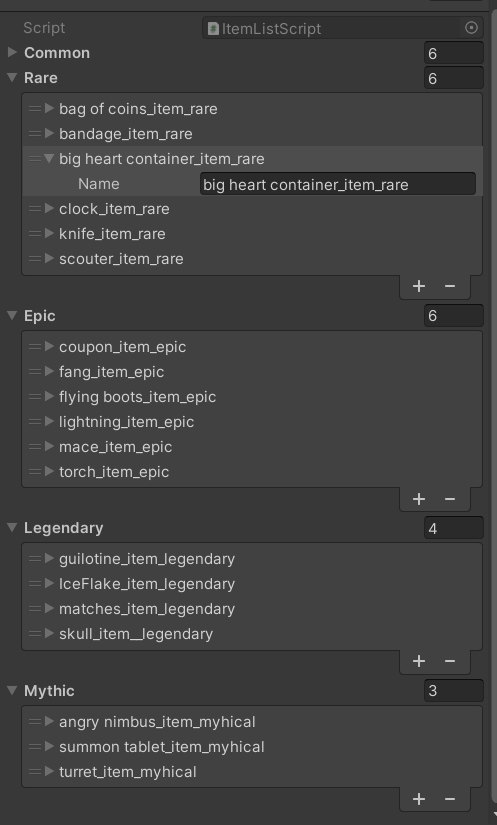 Script ItemListScript
Common 6
Rare 6
bag of coins_item_rare
bandage_item_rare
big heart container_item_rare
Name big heart container_item_rare
clock_item_rare
knife_item_rare
scouter_item_rare
+ −
Epic 6
coupon_item_epic
fang_item_epic
flying boots_item_epic
lightning_item_epic
mace_item_epic
torch_item_epic
+ −
Legendary 4
guilotine_item_legendary
IceFlake_item_legendary
matches_item_legendary
skull_item__legendary
+ −
Mythic 3
angry nimbus_item_myhical
summon tablet_item_myhical
turret_item_myhical
+ −